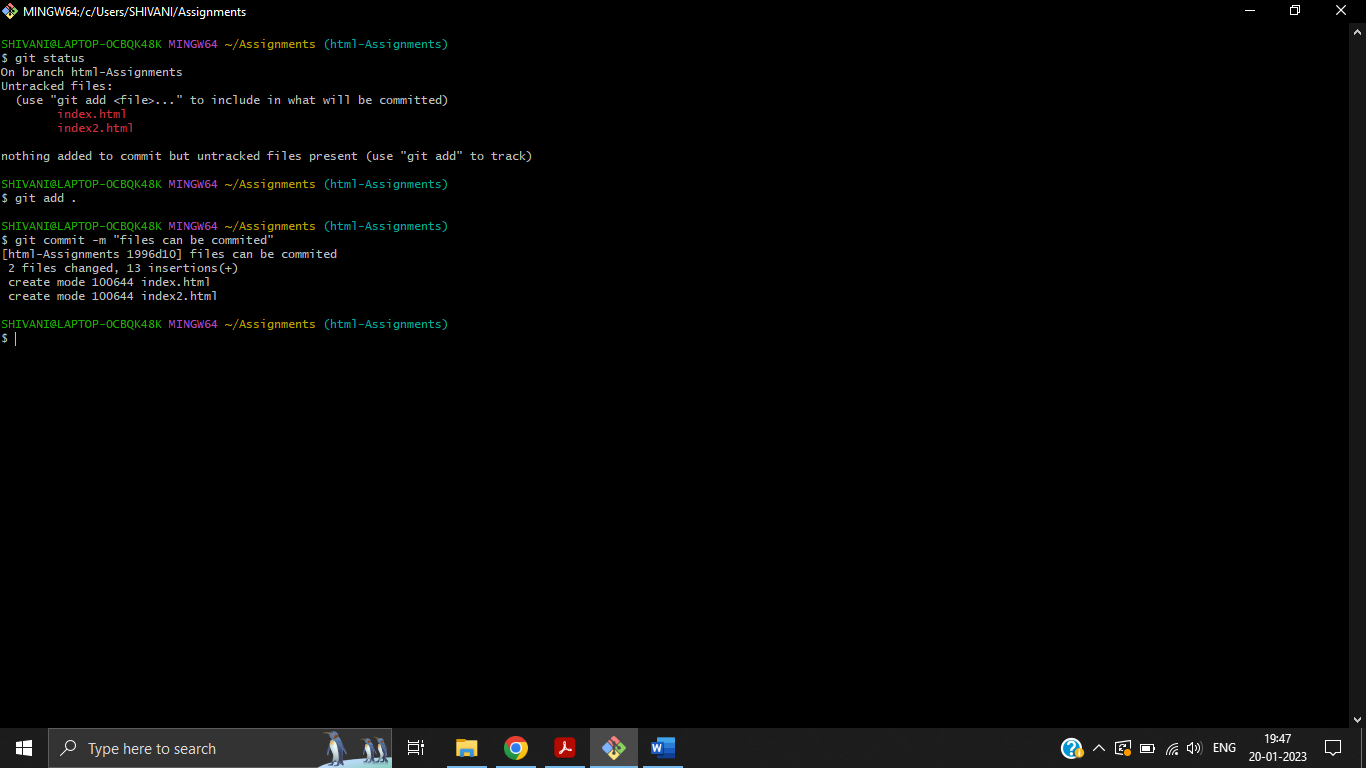 MINGW64:/c/Users/SHIVANI/Assignments
SHIVANI@LAPTOP-OCBQK48K MINGW64 ~/Assignments (html-Assignments)
$ git status
On branch html-Assignments
Untracked files:
  (use "git add <file>..." to include in what will be committed)
        index.html
        index2.html
nothing added to commit but untracked files present (use "git add" to track)
SHIVANI@LAPTOP-OCBQK48K MINGW64 ~/Assignments (html-Assignments)
$ git add .
SHIVANI@LAPTOP-OCBQK48K MINGW64 ~/Assignments (html-Assignments)
$ git commit -m "files can be commited"
[html-Assignments 1996d10] files can be commited
 2 files changed, 13 insertions(+)
 create mode 100644 index.html
 create mode 100644 index2.html
SHIVANI@LAPTOP-OCBQK48K MINGW64 ~/Assignments (html-Assignments)
$
Type here to search
ENG
19:47
20-01-2023